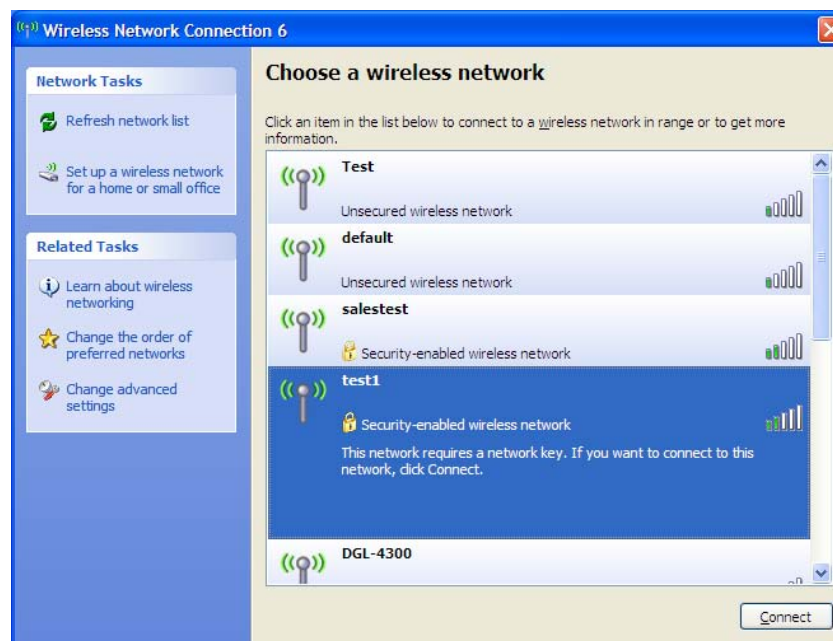 Wireless Network Connection 6
Network Tasks
Refresh network list
Set up a wireless network
for a home or small office
Related Tasks
Learn about wireless
networking
Change the order of
preferred networks
Change advanced
settings
Choose a wireless network
Click an item in the list below to connect to a wireless network in range or to get more
information.
Test
Unsecured wireless network
default
Unsecured wireless network
salestest
Security-enabled wireless network
test1
Security-enabled wireless network
This network requires a network key. If you want to connect to this
network, click Connect.
DGL-4300
Connect